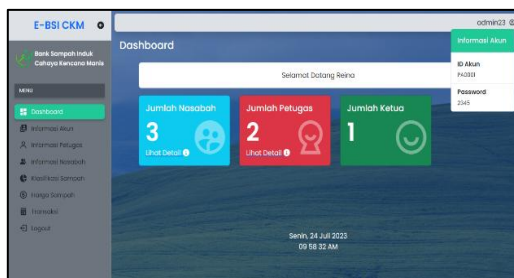 E-BSI CKM
admin23
Bank Sampah Induk
Cahaya Kencana Manis
MENU
Dashboard
Informasi Akun
Informasi Petugas
Informasi Nasabah
Klasifikasi Sampah
Harga Sampah
Transaksi
Logout
Dashboard
Selamat Datang Reina
Jumlah Nasabah
3
Lihat Detail
Jumlah Petugas
2
Lihat Detail
Jumlah Ketua
1
Informasi Akun
ID Akun
Password
2345
Senin, 24 Juli 2023
09 58 32 AM